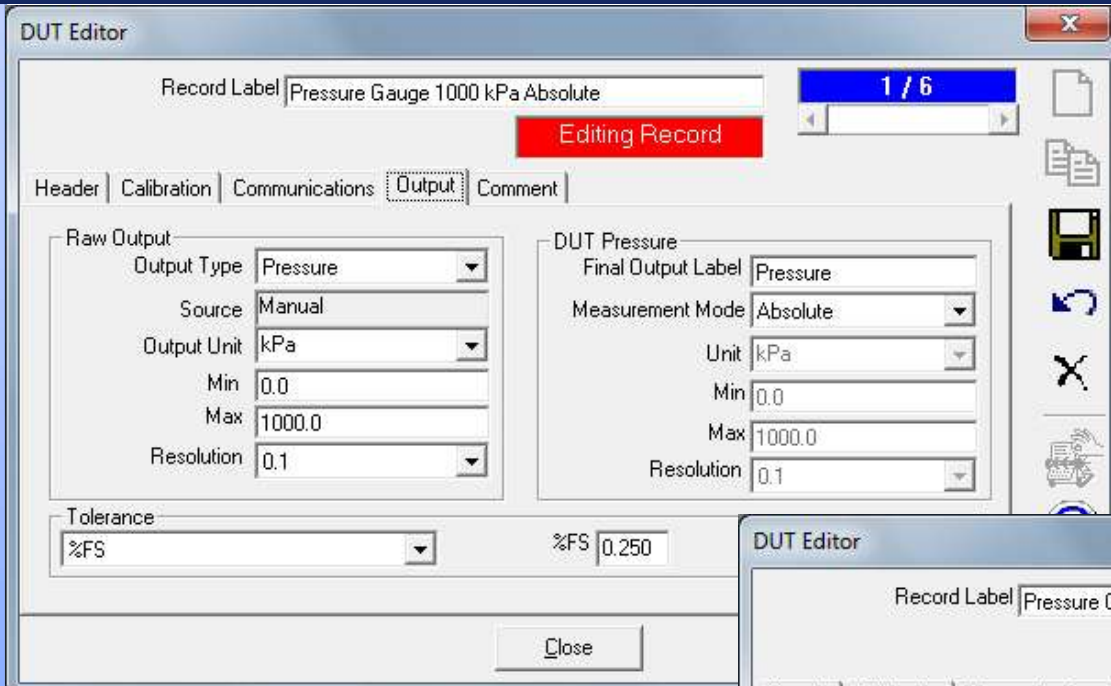 DUT Editor
Record Label Pressure Gauge 1000 kPa Absolute
1 / 6
Editing Record
Header Calibration Communications Output Comment
Raw Output
Output Type Pressure
Source Manual
Output Unit kPa
Min 0.0
Max 1000.0
Resolution 0.1
DUT Pressure
Final Output Label Pressure
Measurement Mode Absolute
Unit kPa
Min 0.0
Max 1000.0
Resolution 0.1
Tolerance
%FS
%FS 0.250
Close
DUT Editor
Record Label Pressure